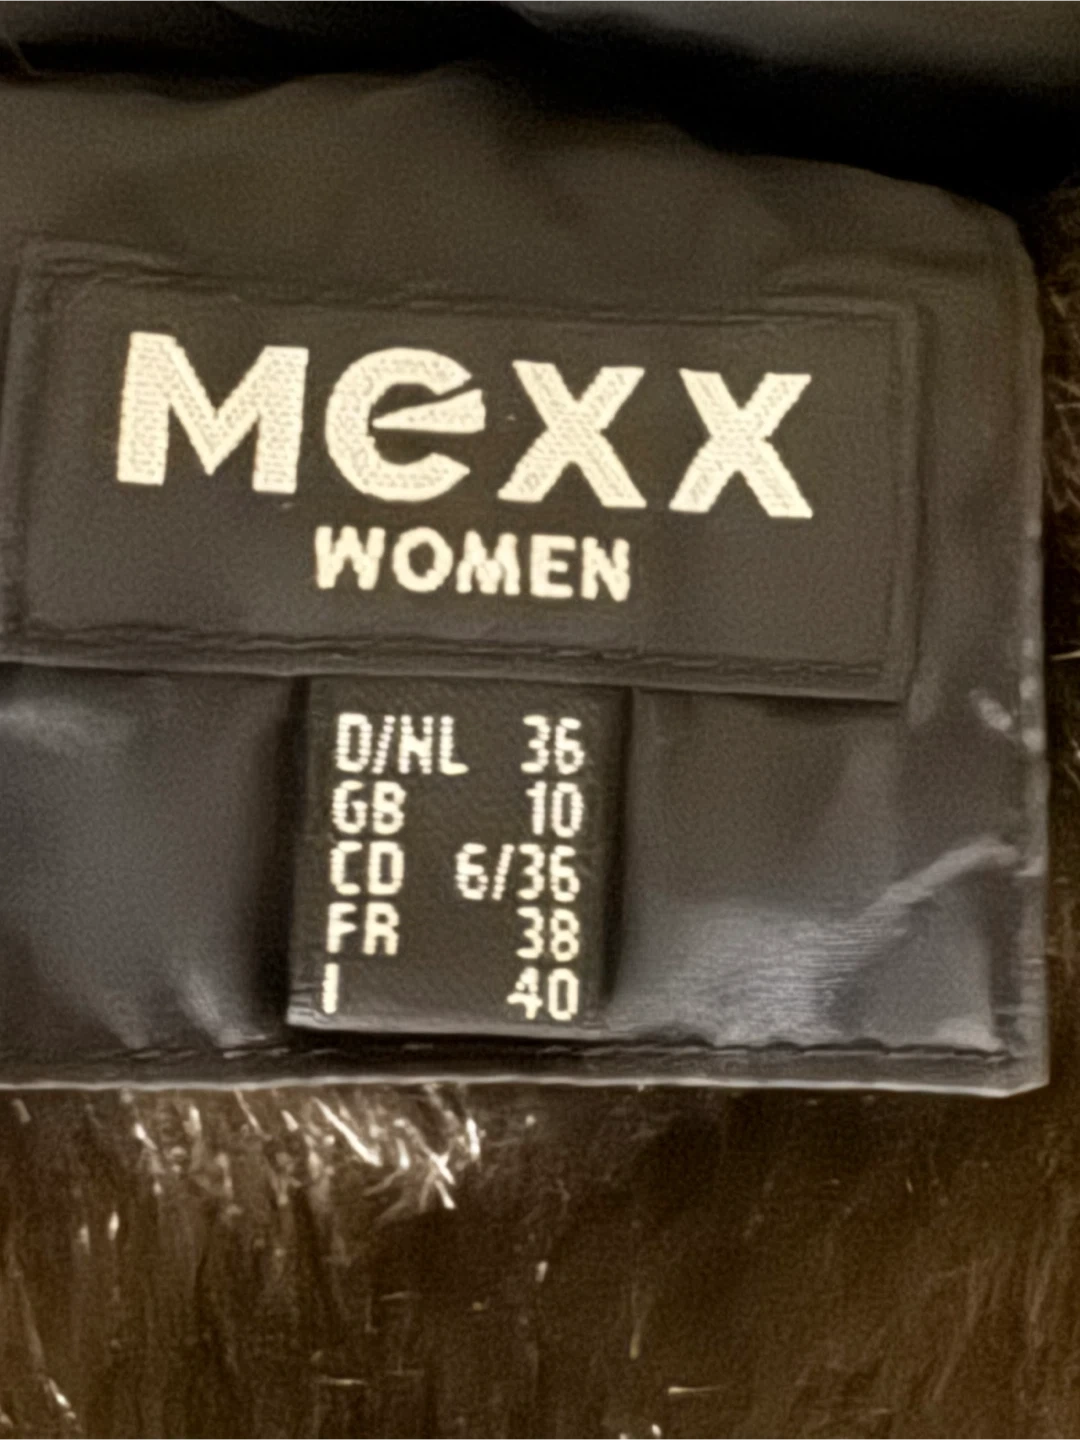 Mexx
WOMEN
D/NL 36
GB 10
CD 6/36
FR 38
I 40